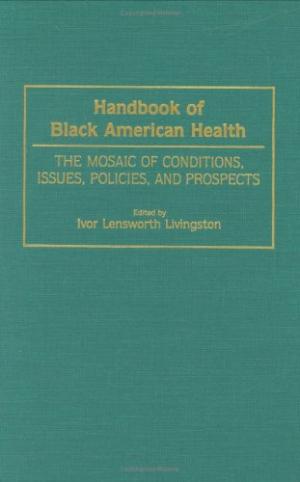 Handbook of
Black American Health
THE MOSAIC OF CONDITIONS,
ISSUES, POLICIES, AND PROSPECTS
Edited by
Ivor Lensworth Livingston